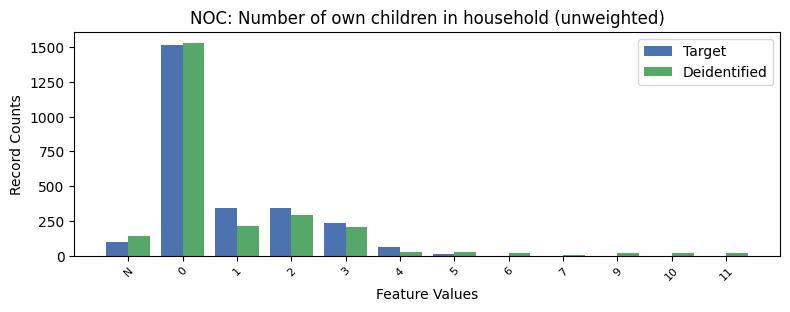 NOC: Number of own children in household (unweighted)
Target
Deidentified
Record Counts
1500
1250
1000
750
500
250
0
N 0 1 2 3 4 5 6 7 9 10 11
Feature Values